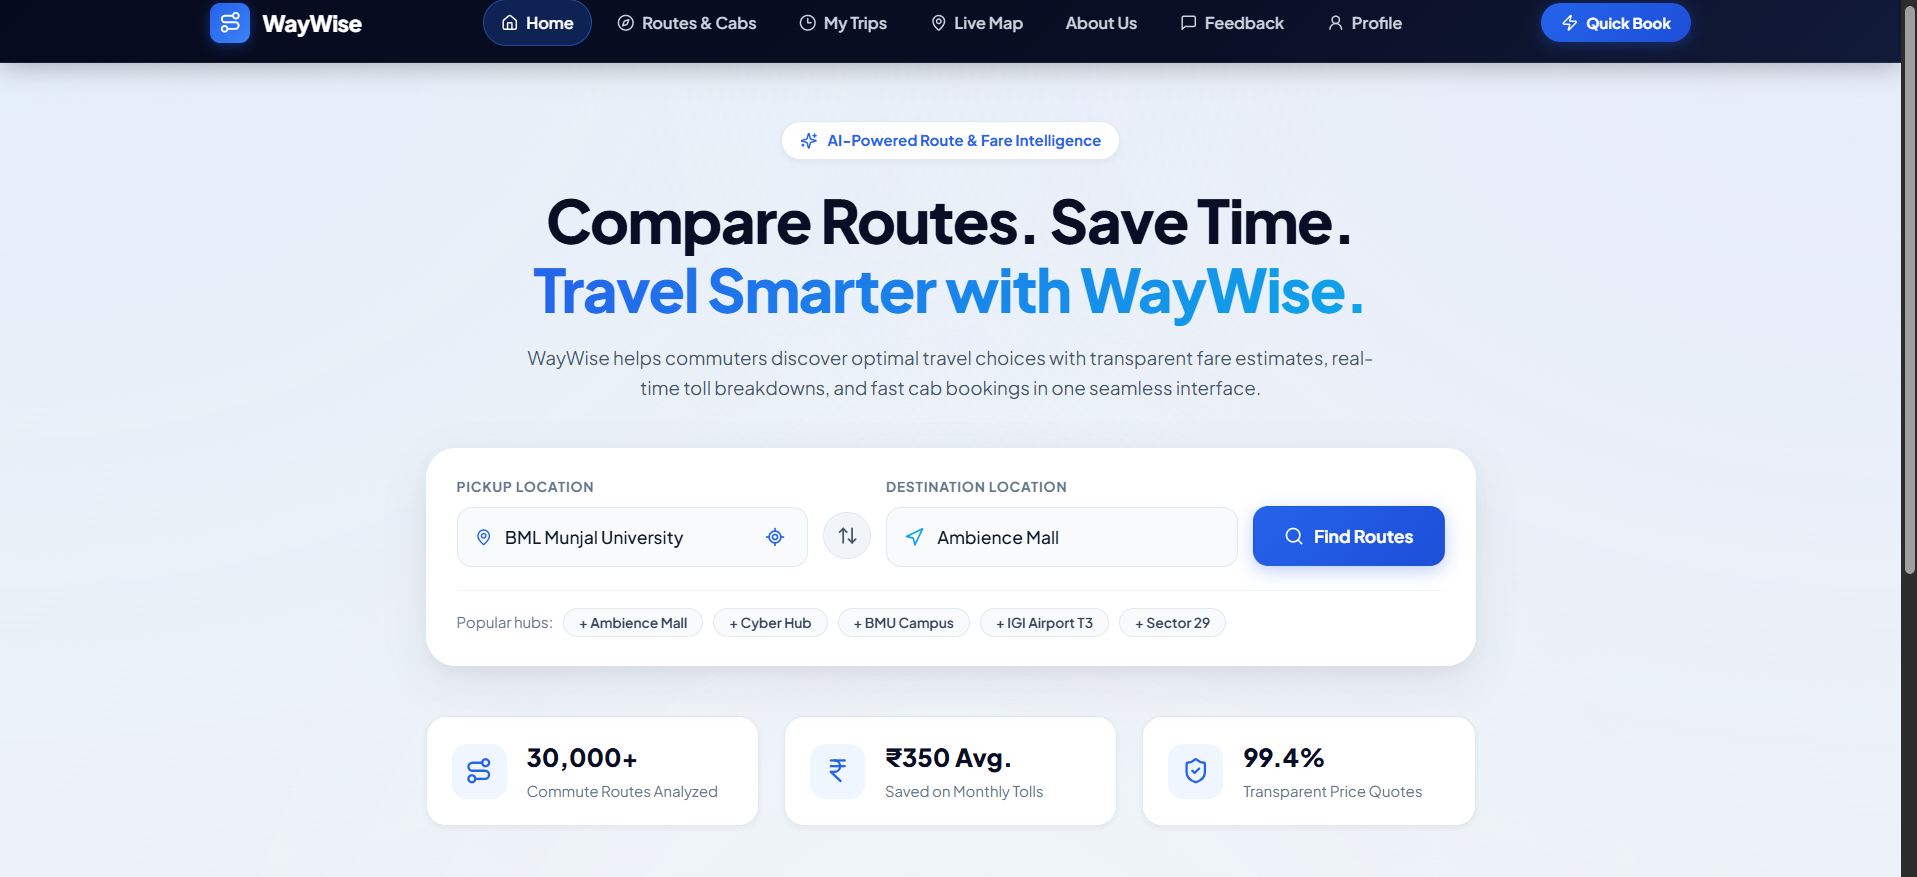 WayWise
Home
Routes & Cabs
My Trips
Live Map
About Us
Feedback
Profile
Quick Book
AI-Powered Route & Fare Intelligence
Compare Routes. Save Time.
Travel Smarter with WayWise.
WayWise helps commuters discover optimal travel choices with transparent fare estimates, real-
time toll breakdowns, and fast cab bookings in one seamless interface.
PICKUP LOCATION
BML Munjal University
DESTINATION LOCATION
Ambience Mall
Find Routes
Popular hubs:
+ Ambience Mall
+ Cyber Hub
+ BMU Campus
+ IGI Airport T3
+ Sector 29
30,000+
Commute Routes Analyzed
₹350 Avg.
Saved on Monthly Tolls
99.4%
Transparent Price Quotes